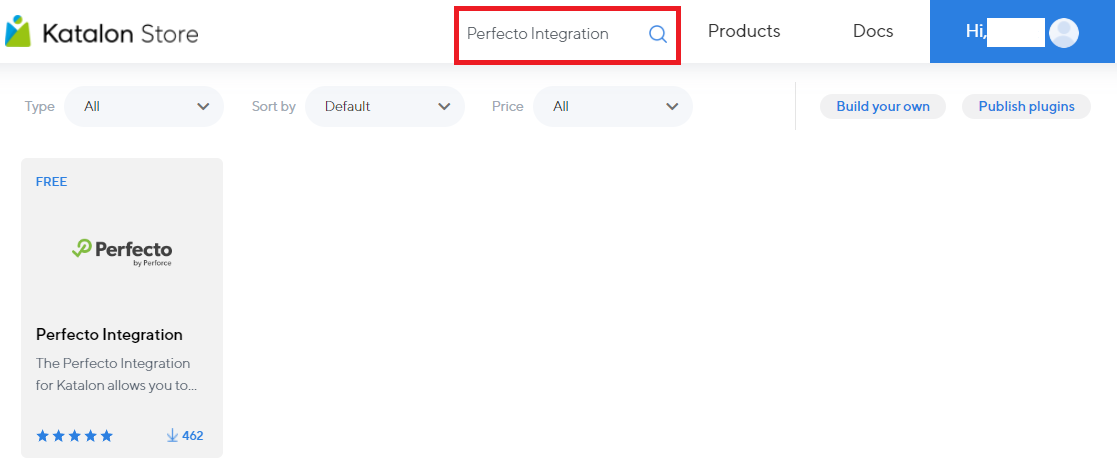 Katalon Store
Perfecto Integration
Products
Docs
Hi,
Type
All
Sort by
Default
Price
All
Build your own
Publish plugins
FREE
Perfecto
by Perforce
Perfecto Integration
The Perfecto Integration
for Katalon allows you to...
462